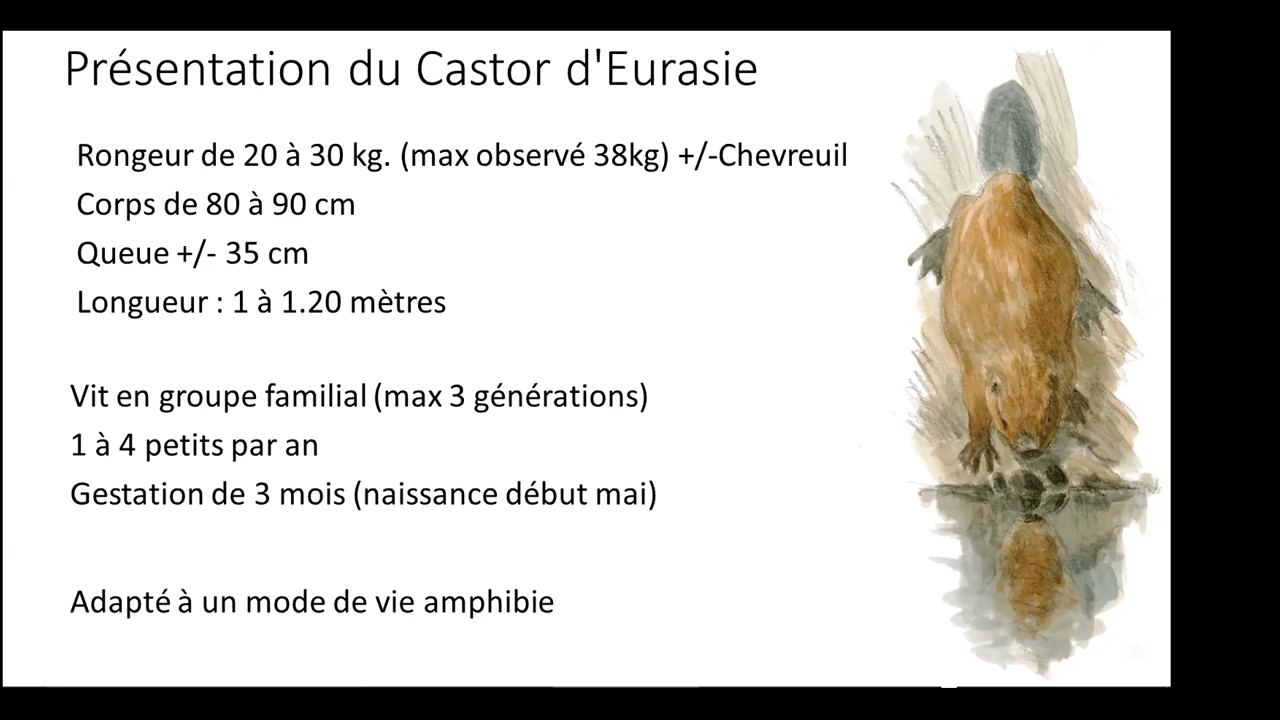 Présentation du Castor d'Eurasie
Rongeur de 20 à 30 kg. (max observé 38kg) +/-Chevreuil
Corps de 80 à 90 cm
Queue +/- 35 cm
Longueur : 1 à 1.20 mètres
Vit en groupe familial (max 3 générations)
1 à 4 petits par an
Gestation de 3 mois (naissance début mai)
Adapté à un mode de vie amphibie